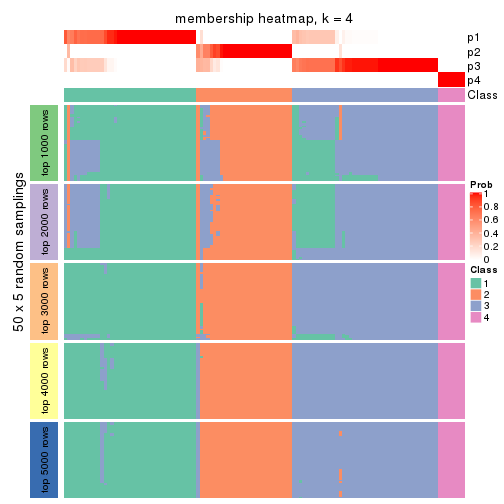 membership heatmap, k = 4
p1
p2
p3
p4
Class
50 x 5 random samplings
top 1000 rows
top 2000 rows
top 3000 rows
top 4000 rows
top 5000 rows
Prob
1
0.8
0.6
0.4
0.2
0
Class
1
2
3
4